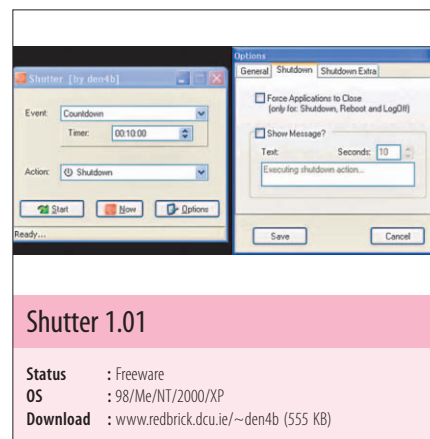 Shutter [by den4b]
Event: Countdown
Timer: 00:10:00
Action: Shutdown
Start Now Options
Ready...
Options
General Shutdown Shutdown Extra
Force Applications to Close
(only for: Shutdown, Reboot and LogOff)
Show Message?
Text: Seconds: 10
Executing shutdown action...
Save Cancel
Shutter 1.01
Status : Freeware
OS : 98/Me/NT/2000/XP
Download : www.redbrick.dcu.ie/~den4b (555 KB)